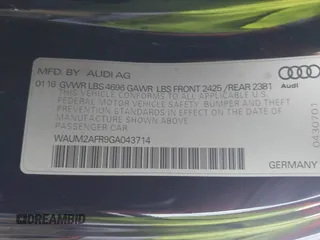 MFD. BY AUDI AG
Audi
01 16 GVWR LBS 4696 GAWR LBS FRONT 2425 /REAR 2381
THIS VEHICLE CONFORMS TO ALL APPLICABLE
FEDERAL MOTOR VEHICLE SAFETY, BUMPER AND THEFT
PREVENTION STANDARDS IN EFFECT ON THE DATE OF
MANUFACTURE SHOWN ABOVE.
PASSENGER CAR
WAUM2AFR9GA043714
GERMANY
0430701
DREAMBID